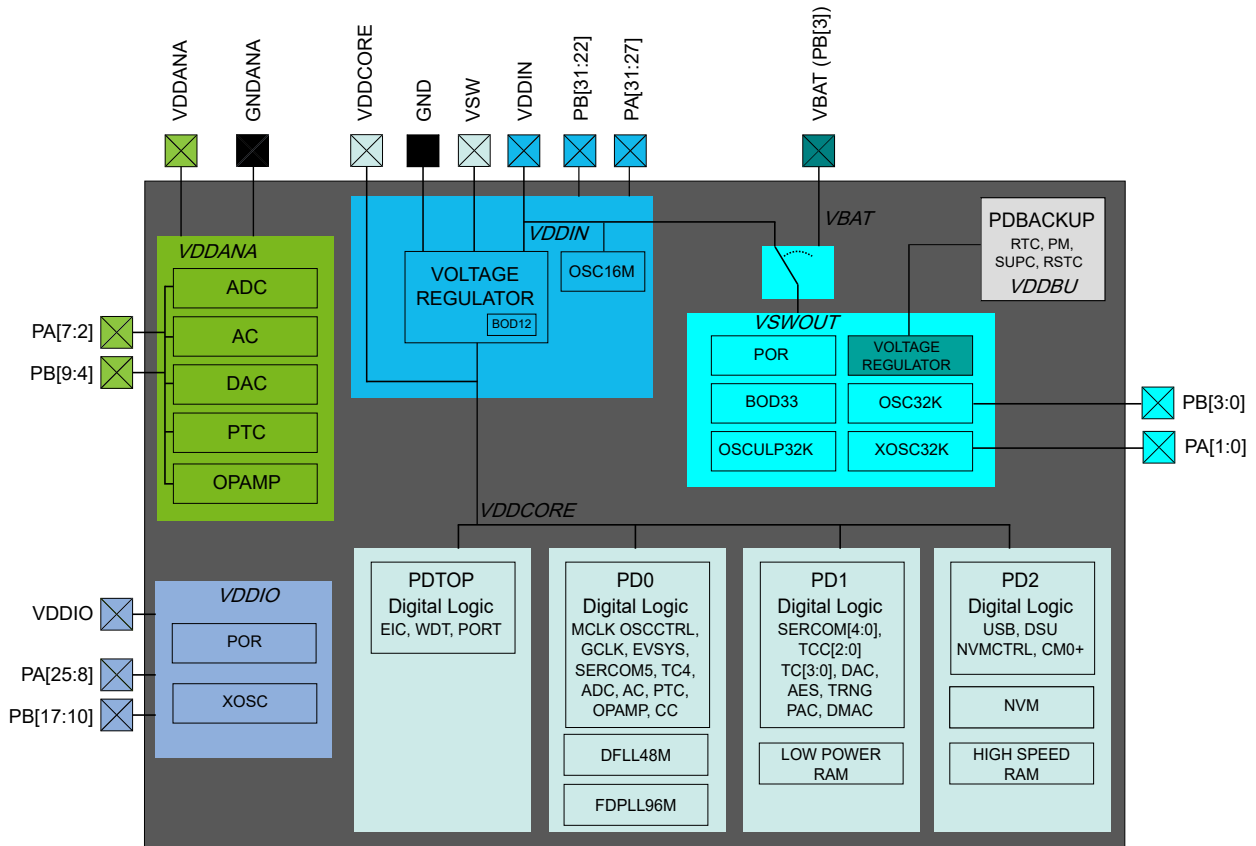 VDDANA
GNDANA
VDDCORE
GND
VSW
VDDIN
PB[31:22]
PA[31:27]
VBAT (PB[3])
VDDANA
ADC
AC
DAC
PTC
OPAMP
PA[7:2]
PB[9:4]
VDDIN
VOLTAGE
REGULATOR
BOD12
OSC16M
VBAT
PDBACKUP
RTC, PM,
SUPC, RSTC
VDDBU
VSWOUT
POR
VOLTAGE
REGULATOR
BOD33
OSC32K
OSCULP32K
XOSC32K
PB[3:0]
PA[1:0]
VDDCORE
VDDIO
POR
XOSC
VDDIO
PA[25:8]
PB[17:10]
PDTOP
Digital Logic
EIC, WDT, PORT
PD0
Digital Logic
MCLK OSCCTRL,
GCLK, EVSYS,
SERCOM5, TC4,
ADC, AC, PTC,
OPAMP, CC
DFLL48M
FDPLL96M
PD1
Digital Logic
SERCOM[4:0],
TCC[2:0]
TC[3:0], DAC,
AES, TRNG
PAC, DMAC
LOW POWER
RAM
PD2
Digital Logic
USB, DSU
NVMCTRL, CM0+
NVM
HIGH SPEED
RAM